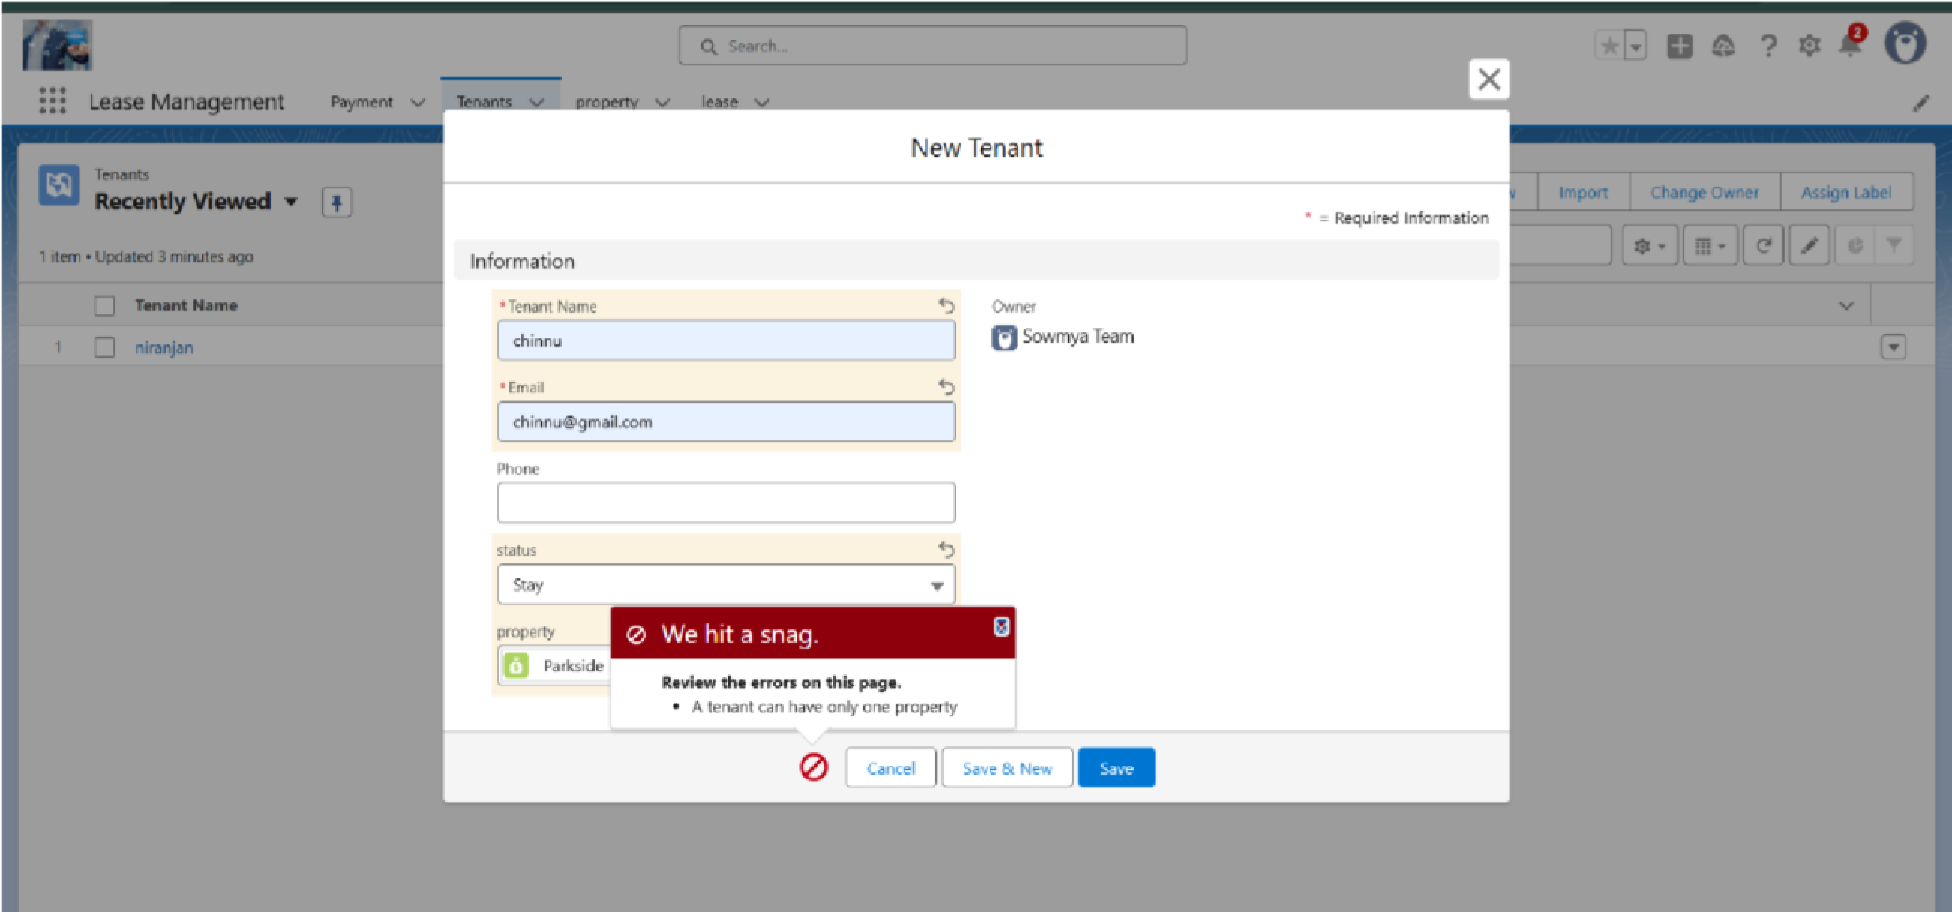 Search...
2
Lease Management
Payment
Tenants
property
lease
New Tenant
Tenants
Recently Viewed
Import
Change Owner
Assign Label
* = Required Information
1 item • Updated 3 minutes ago
Information
Tenant Name
* Tenant Name
Owner
chinnu
Sowmya Team
1
niranjan
* Email
chinnu@gmail.com
Phone
status
Stay
property
We hit a snag.
Parkside
Review the errors on this page.
• A tenant can have only one property
Cancel
Save & New
Save